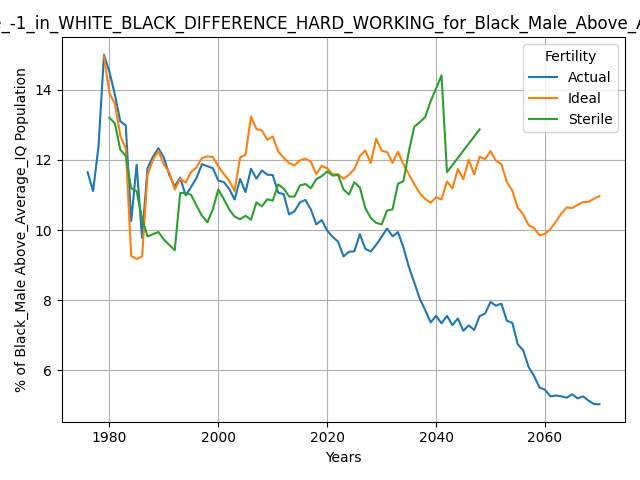 _-1_in_WHITE_BLACK_DIFFERENCE_HARD_WORKING_for_Black_Male_Above_A
Fertility
Actual
Ideal
Sterile
% of Black_Male Above_Average_IQ Population
14
12
10
8
6
1980
2000
2020
2040
2060
Years